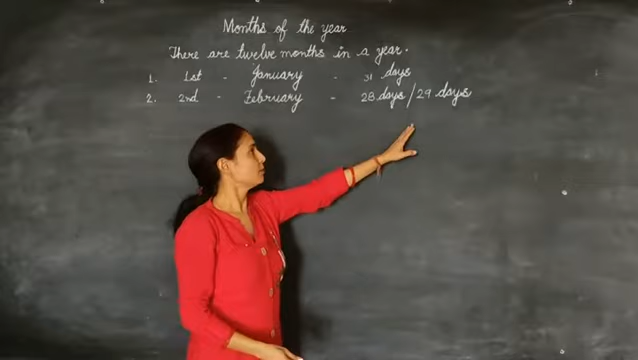 Months of the year
There are twelve months in a year.
1. 1st - January - 31 days
2. 2nd - February - 28 days/29 days